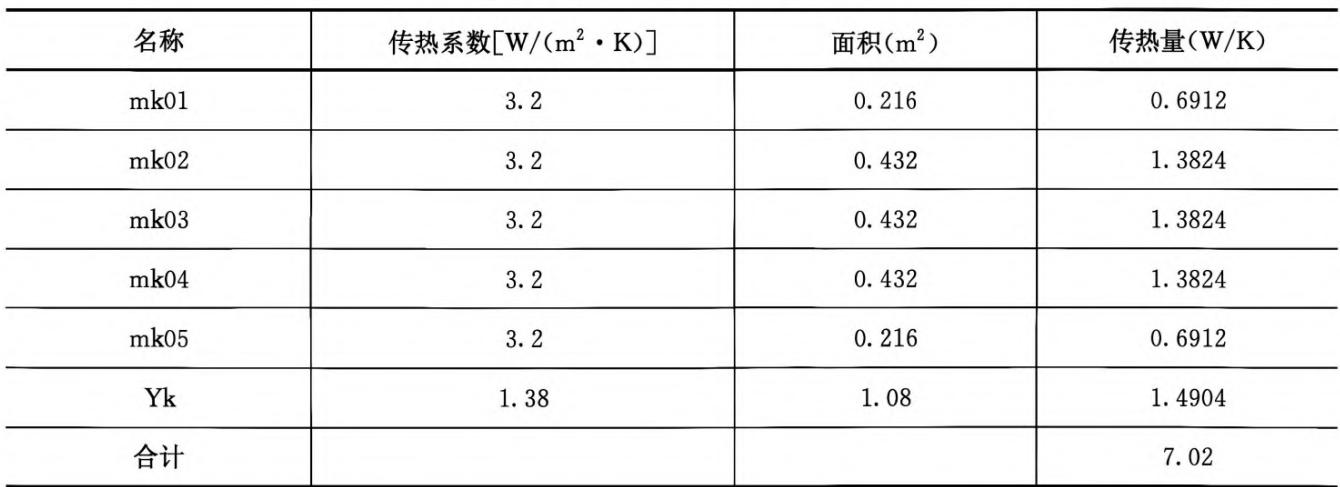 名称 传热系数[W/(m²·K)] 面积(m²) 传热量(W/K)
mk01 3.2 0.216 0.6912
mk02 3.2 0.432 1.3824
mk03 3.2 0.432 1.3824
mk04 3.2 0.432 1.3824
mk05 3.2 0.216 0.6912
Yk 1.38 1.08 1.4904
合计 7.02